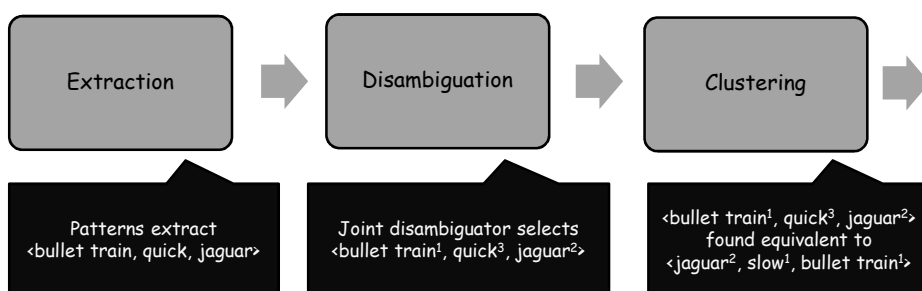 Extraction
Disambiguation
Clustering
Patterns extract
<bullet train, quick, jaguar>
Joint disambiguator selects
<bullet train¹, quick³, jaguar²>
<bullet train¹, quick³, jaguar²>
found equivalent to
<jaguar², slow¹, bullet train¹>